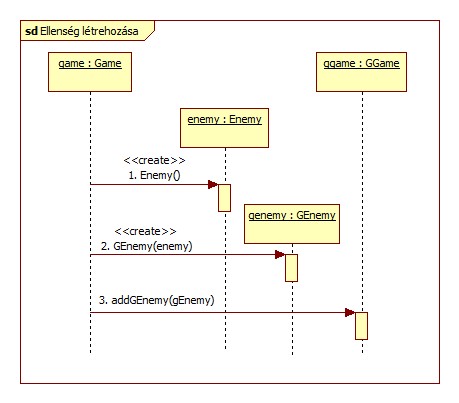 sd Ellenség létrehozása
game : Game
ggame : GGame
enemy : Enemy
<<create>>
1. Enemy()
genemy : GEnemy
<<create>>
2. GEnemy(enemy)
3. addGEnemy(gEnemy)